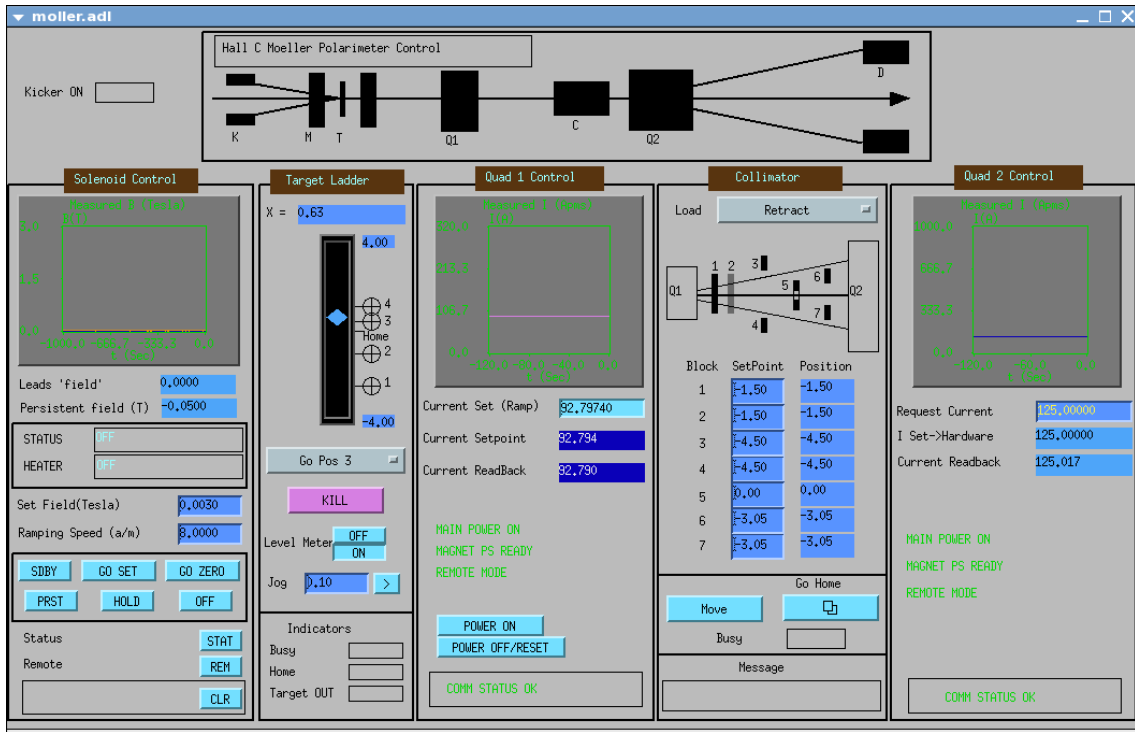 moller.adl
Hall C Moeller Polarimeter Control
Kicker ON
K M T Q1 C Q2 D
Solenoid Control
Measured B (Tesla)
B(T)
t (Sec)
Leads 'field' 0.0000
Persistent field (T) -0.0500
STATUS OFF
HEATER OFF
Set Field(Tesla) 0.0030
Ramping Speed (a/m) 8.0000
SDBY GO SET GO ZERO
PRST HOLD OFF
Status STAT
Remote REM
CLR
Target Ladder
X = 0.63
4.00
4
3
Home
2
1
-4.00
Go Pos 3
KILL
Level Meter OFF
ON
Jog 0.10 >
Indicators
Busy
Home
Target OUT
Quad 1 Control
Measured I (Amps)
t (Sec)
Current Set (Ramp) 92.79740
Current Setpoint 92.794
Current ReadBack 92.790
MAIN POWER ON
MAGNET PS READY
REMOTE MODE
POWER ON
POWER OFF/RESET
COMM STATUS OK
Collimator
Load Retract
Q1 1 2 3 4 5 6 7 Q2
Block SetPoint Position
1 -1.50 -1.50
2 -1.50 -1.50
3 -4.50 -4.50
4 -4.50 -4.50
5 0.00 0.00
6 -3.05 -3.05
7 -3.05 -3.05
Go Home
Move
Busy
Message
Quad 2 Control
Measured I (Amps)
Request Current 125.00000
I Set->Hardware 125.00000
Current Readback 125.017
MAIN POWER ON
MAGNET PS READY
REMOTE MODE
COMM STATUS OK